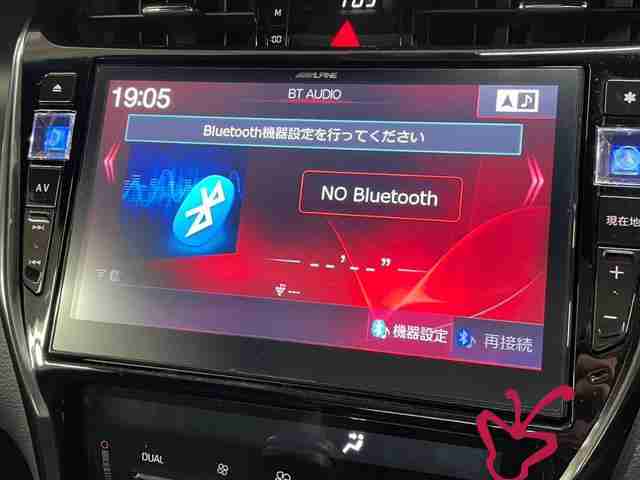 ALPINE
19:05
BT AUDIO
Bluetooth機器設定を行ってください
NO Bluetooth
_ _'_ _"
---
機器設定
再接続
AV
現在地
+
−
:00
DUAL